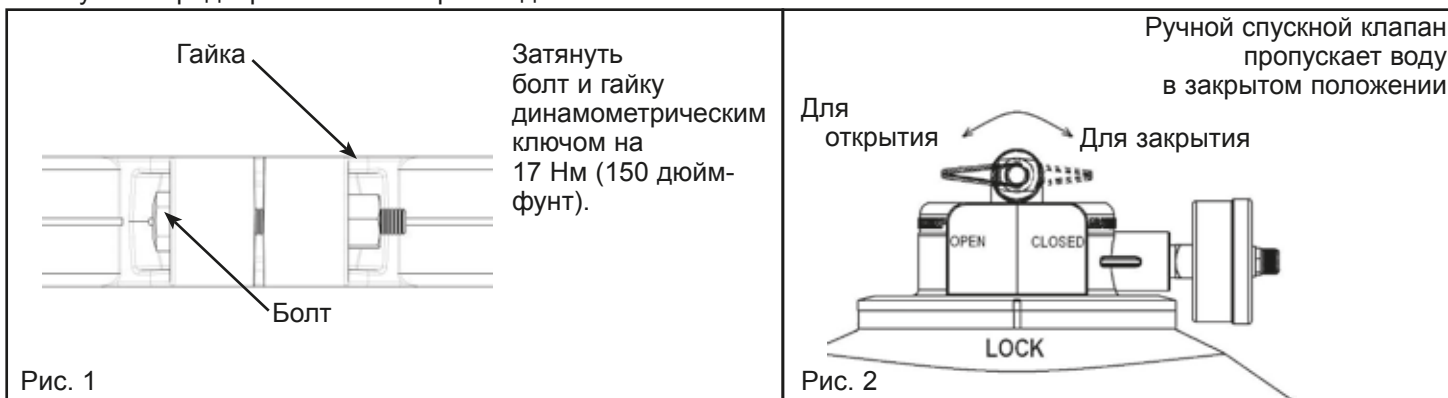 Гайка
Затянуть
болт и гайку
динамометрическим
ключом на
17 Нм (150 дюйм-
фунт).
Болт
Рис. 1
Ручной спускной клапан
пропускает воду
в закрытом положении
Для
открытия
Для закрытия
OPEN
CLOSED
LOCK
Рис. 2